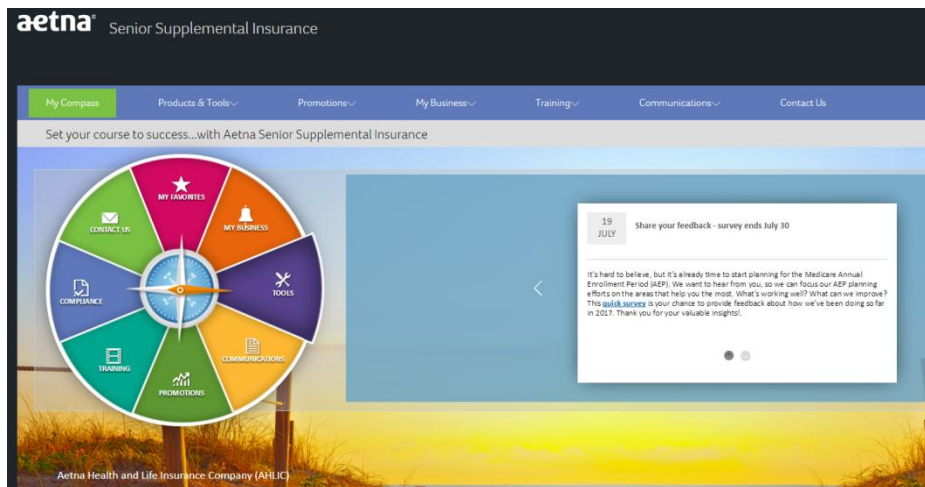 aetna®
Senior Supplemental Insurance
My Compass Products & Tools Promotions My Business Training Communications Contact Us
Set your course to success...with Aetna Senior Supplemental Insurance
MY FAVORITES
MY BUSINESS
TOOLS
COMMUNICATIONS
PROMOTIONS
TRAINING
COMPLIANCE
CONTACT US
19
JULY
Share your feedback - survey ends July 30
It's hard to believe, but it's already time to start planning for the Medicare Annual
Enrollment Period (AEP). We want to hear from you, so we can focus our AEP planning
efforts on the areas that help you the most. What's working well? What can we improve?
This quick survey is your chance to provide feedback about how we've been doing so far
in 2017. Thank you for your valuable insights!.
Aetna Health and Life Insurance Company (AHLIC)